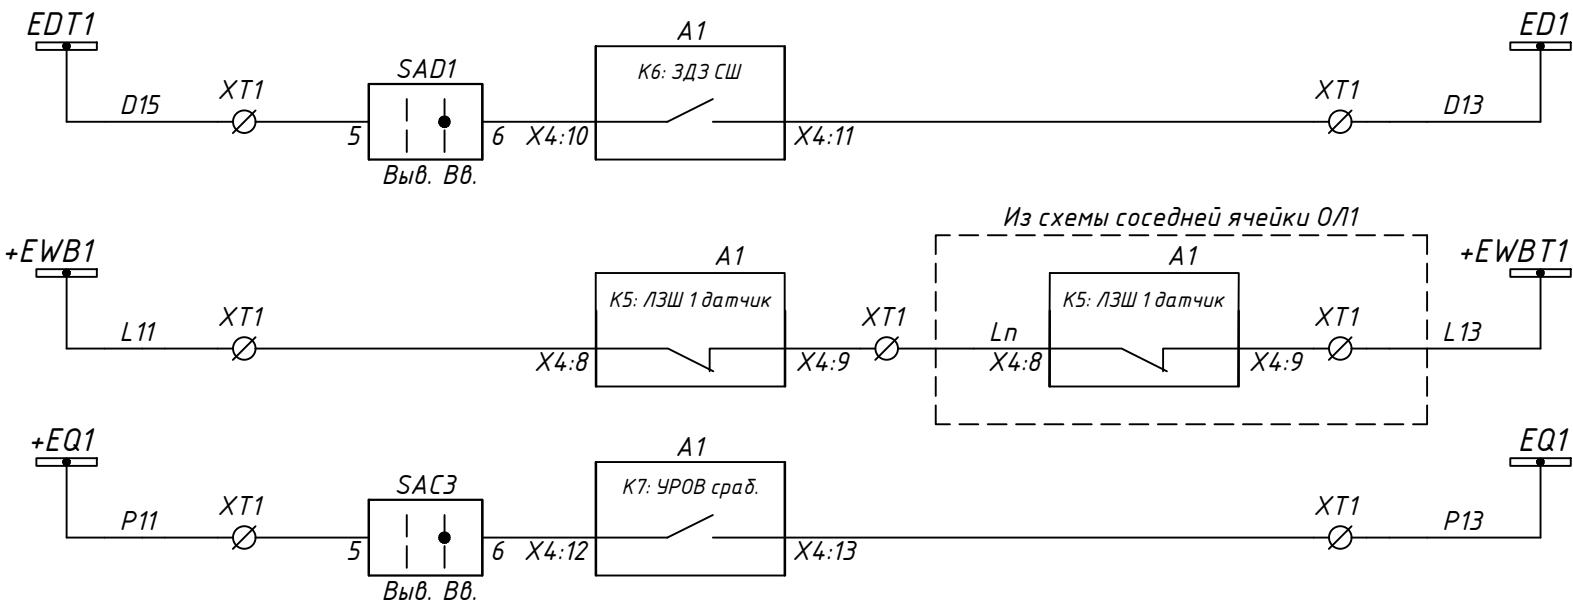 EDT1
ED1
A1
SAD1
K6: ЗДЗ СШ
D15
XT1
XT1
D13
5
6
X4:10
X4:11
Выв. Вв.
Из схемы соседней ячейки ОЛ1
+EWB1
A1
A1
+EWBT1
K5: ЛЗШ 1 датчик
K5: ЛЗШ 1 датчик
L11
XT1
XT1
Ln
XT1
L13
X4:8
X4:9
X4:8
X4:9
+EQ1
A1
EQ1
SAC3
K7: УРОВ сраб.
P11
XT1
XT1
P13
5
6
X4:12
X4:13
Выв. Вв.